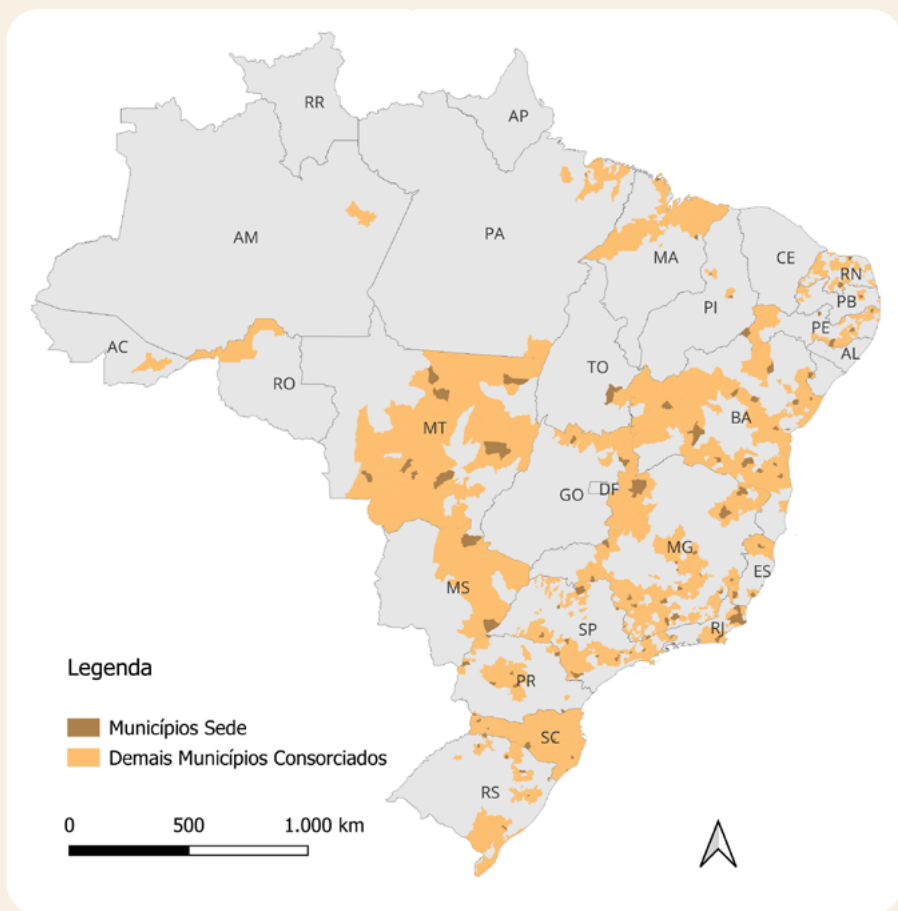 RR
AP
AM
PA
MA
CE
RN
PB
PI
PE
AL
AC
TO
RO
BA
MT
GO
DF
MG
MS
ES
RJ
SP
PR
SC
RS
Legenda
Municípios Sede
Demais Municípios Consorciados
0 500 1.000 km